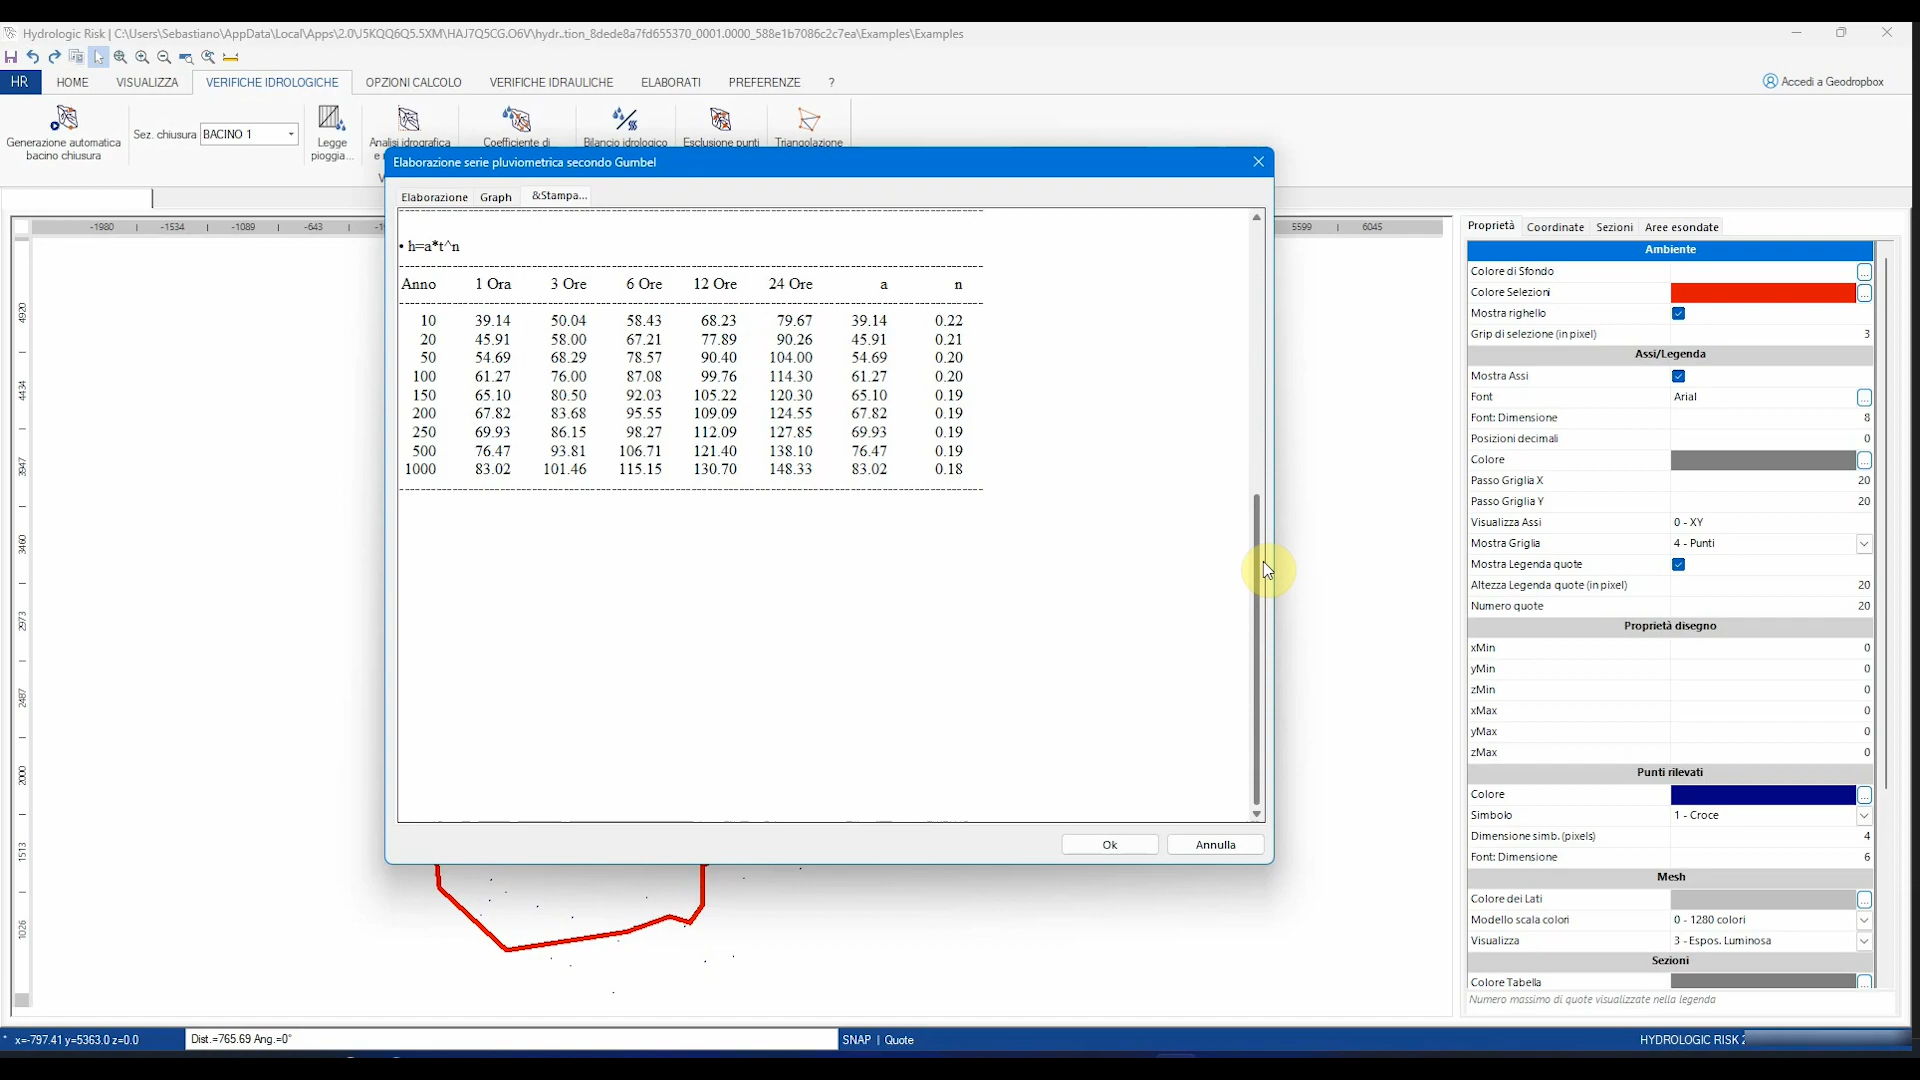 Hydrologic Risk | C:\Users\Sebastiano\AppData\Local\Apps\2.0\J5KQQ6Q5.5XM\HAJ7Q5CG.O6V\hydr..tion_8dede8a7fd655370_0001.0000_588e1b7086c2c7ea\Examples\Examples
HR HOME VISUALIZZA VERIFICHE IDROLOGICHE OPZIONI CALCOLO VERIFICHE IDRAULICHE ELABORATI PREFERENZE ? Accedi a Geodropbox
Generazione automatica
bacino chiusura
Sez. chiusura BACINO 1
Legge
pioggia...
Analisi idrografica
Coefficiente di
Bilancio idrologico
Esclusione punti
Triangolazione
Elaborazione serie pluviometrica secondo Gumbel
Elaborazione Graph &Stampa...
-1980 -1534 -1089 -643 5599 6045
4920
4434
3947
3460
2973
2487
2000
1513
1026
• h=a*t^n
Anno 1 Ora 3 Ore 6 Ore 12 Ore 24 Ore a n
10 39.14 50.04 58.43 68.23 79.67 39.14 0.22
20 45.91 58.00 67.21 77.89 90.26 45.91 0.21
50 54.69 68.29 78.57 90.40 104.00 54.69 0.20
100 61.27 76.00 87.08 99.76 114.30 61.27 0.20
150 65.10 80.50 92.03 105.22 120.30 65.10 0.19
200 67.82 83.68 95.55 109.09 124.55 67.82 0.19
250 69.93 86.15 98.27 112.09 127.85 69.93 0.19
500 76.47 93.81 106.71 121.40 138.10 76.47 0.19
1000 83.02 101.46 115.15 130.70 148.33 83.02 0.18
Ok Annulla
Proprietà Coordinate Sezioni Aree esondate
Ambiente
Colore di Sfondo ...
Colore Selezioni ...
Mostra righello
Grip di selezione (in pixel) 3
Assi/Legenda
Mostra Assi
Font Arial ...
Font: Dimensione 8
Posizioni decimali 0
Colore ...
Passo Griglia X 20
Passo Griglia Y 20
Visualizza Assi 0 - XY
Mostra Griglia 4 - Punti
Mostra Legenda quote
Altezza Legenda quote (in pixel) 20
Numero quote 20
Proprietà disegno
xMin 0
yMin 0
zMin 0
xMax 0
yMax 0
zMax 0
Punti rilevati
Colore ...
Simbolo 1 - Croce
Dimensione simb. (pixels) 4
Font: Dimensione 6
Mesh
Colore dei Lati ...
Modello scala colori 0 - 1280 colori
Visualizza 3 - Espos. Luminosa
Sezioni
Colore Tabella ...
Numero massimo di quote visualizzate nella legenda
x=-797.41 y=5363.0 z=0.0 Dist.=765.69 Ang.=0° SNAP | Quote HYDROLOGIC RISK